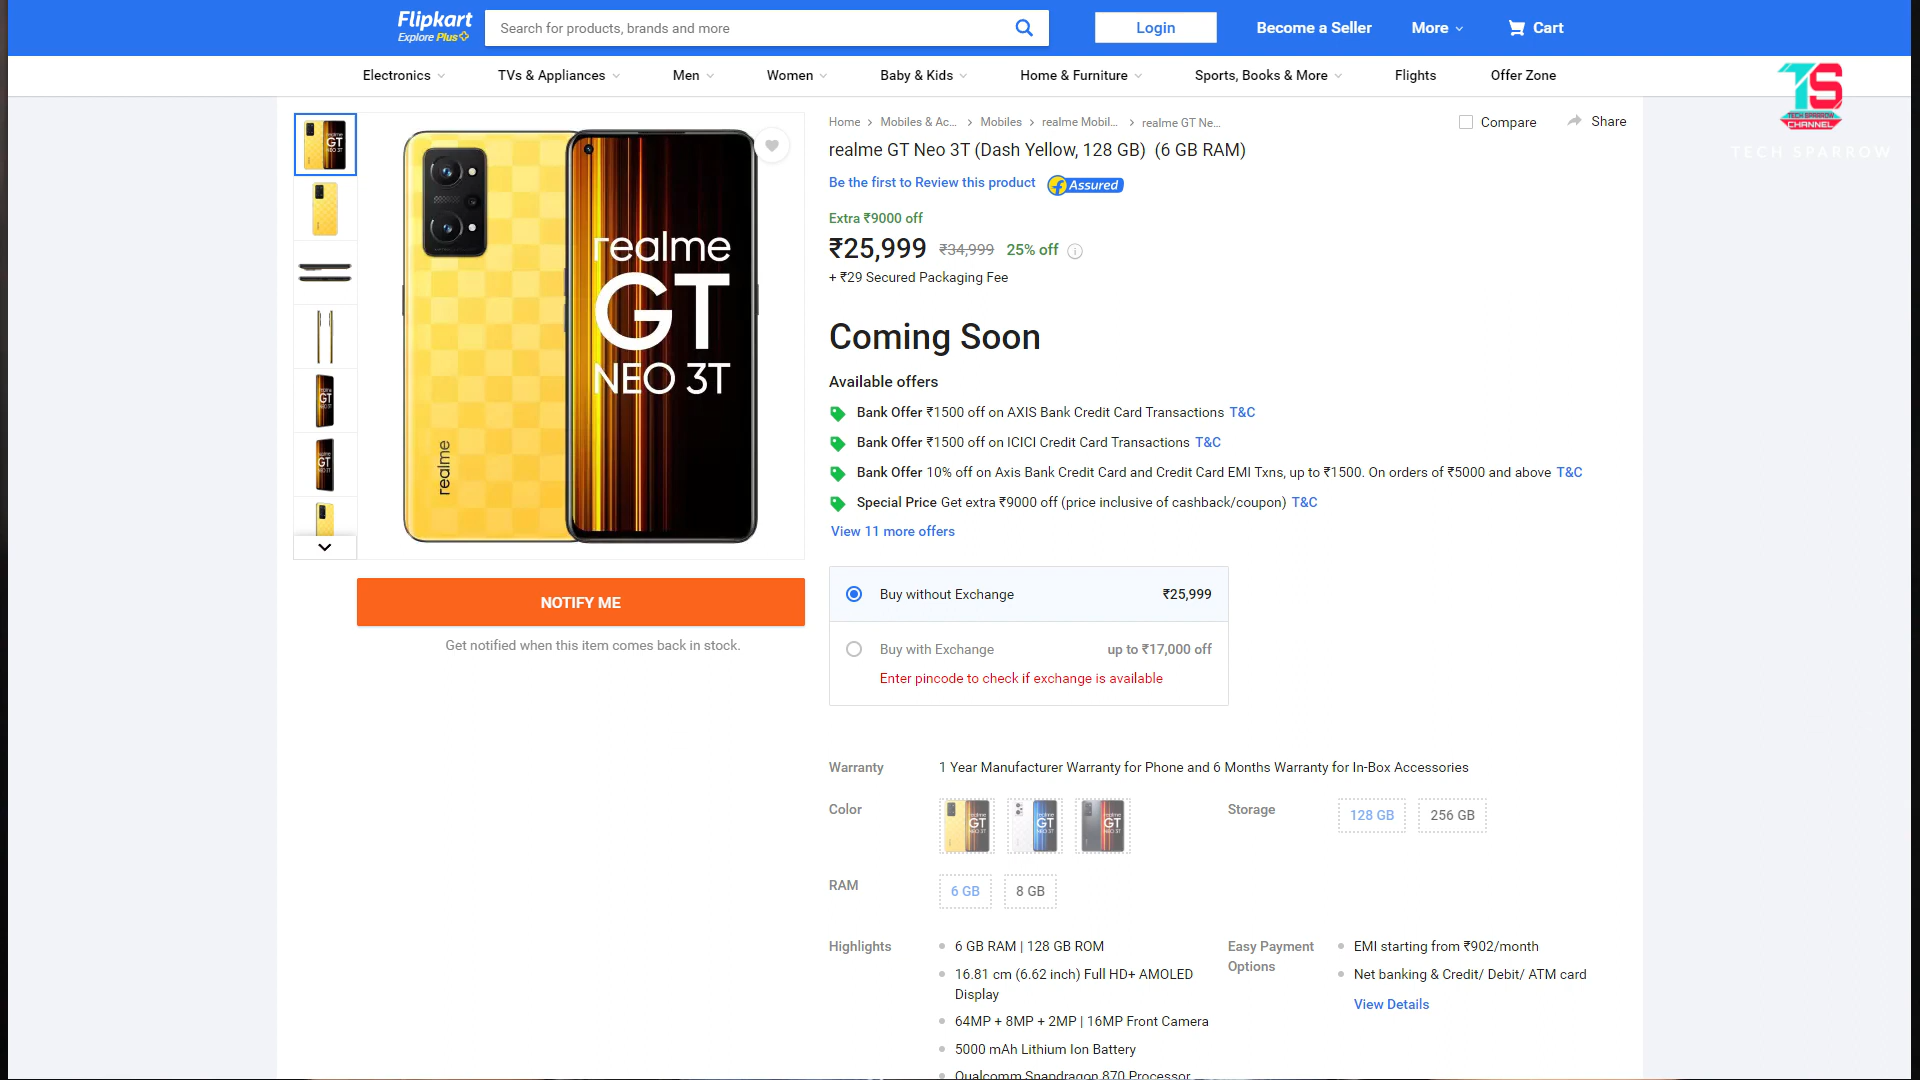 Flipkart
Explore Plus
Search for products, brands and more
Login
Become a Seller
More
Cart
Electronics
TVs & Appliances
Men
Women
Baby & Kids
Home & Furniture
Sports, Books & More
Flights
Offer Zone
TS
TECH SPARROW
CHANNEL
TECH SPARROW
Home
Mobiles & Ac...
Mobiles
realme Mobil...
realme GT Ne...
Compare
Share
realme GT Neo 3T (Dash Yellow, 128 GB) (6 GB RAM)
Be the first to Review this product
Assured
Extra ₹9000 off
₹25,999 ₹34,999 25% off
+ ₹29 Secured Packaging Fee
realme
GT
NEO 3T
realme
Coming Soon
Available offers
Bank Offer ₹1500 off on AXIS Bank Credit Card Transactions T&C
Bank Offer ₹1500 off on ICICI Credit Card Transactions T&C
Bank Offer 10% off on Axis Bank Credit Card and Credit Card EMI Txns, up to ₹1500. On orders of ₹5000 and above T&C
Special Price Get extra ₹9000 off (price inclusive of cashback/coupon) T&C
View 11 more offers
NOTIFY ME
Get notified when this item comes back in stock.
Buy without Exchange ₹25,999
Buy with Exchange up to ₹17,000 off
Enter pincode to check if exchange is available
Warranty
1 Year Manufacturer Warranty for Phone and 6 Months Warranty for In-Box Accessories
Color
Storage
128 GB
256 GB
RAM
6 GB
8 GB
Highlights
6 GB RAM | 128 GB ROM
16.81 cm (6.62 inch) Full HD+ AMOLED
Display
64MP + 8MP + 2MP | 16MP Front Camera
5000 mAh Lithium Ion Battery
Qualcomm Snapdragon 870 Processor
Easy Payment
Options
EMI starting from ₹902/month
Net banking & Credit/ Debit/ ATM card
View Details